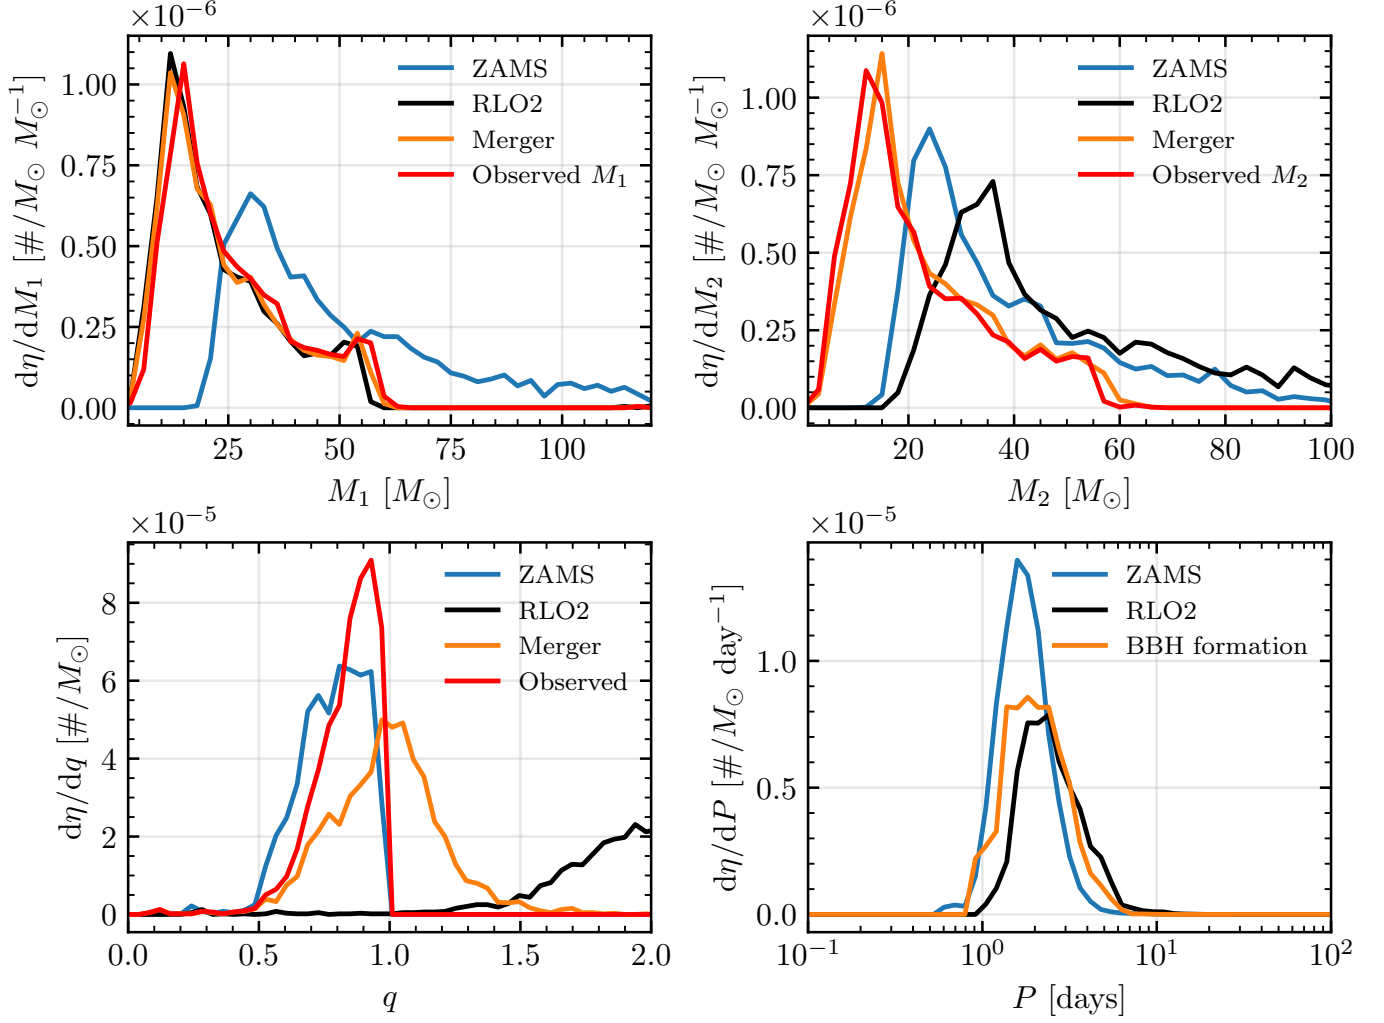 ×10⁻⁶
dη/dM₁ [#/M⊙ M⊙⁻¹]
1.00
0.75
0.50
0.25
0.00
ZAMS
RLO2
Merger
Observed M₁
25
50
75
100
M₁ [M⊙]
×10⁻⁶
dη/dM₂ [#/M⊙ M⊙⁻¹]
1.00
0.75
0.50
0.25
0.00
ZAMS
RLO2
Merger
Observed M₂
20
40
60
80
100
M₂ [M⊙]
×10⁻⁵
dη/dq [#/M⊙]
8
6
4
2
0
ZAMS
RLO2
Merger
Observed
0.0
0.5
1.0
1.5
2.0
q
×10⁻⁵
dη/dP [#/M⊙ day⁻¹]
1.0
0.5
0.0
ZAMS
RLO2
BBH formation
10⁻¹
10⁰
10¹
10²
P [days]